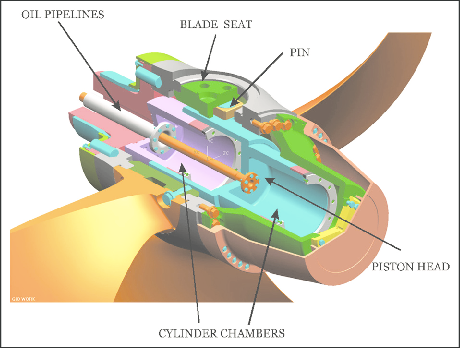 OIL PIPELINES
BLADE SEAT
PIN
PISTON HEAD
CYLINDER CHAMBERS